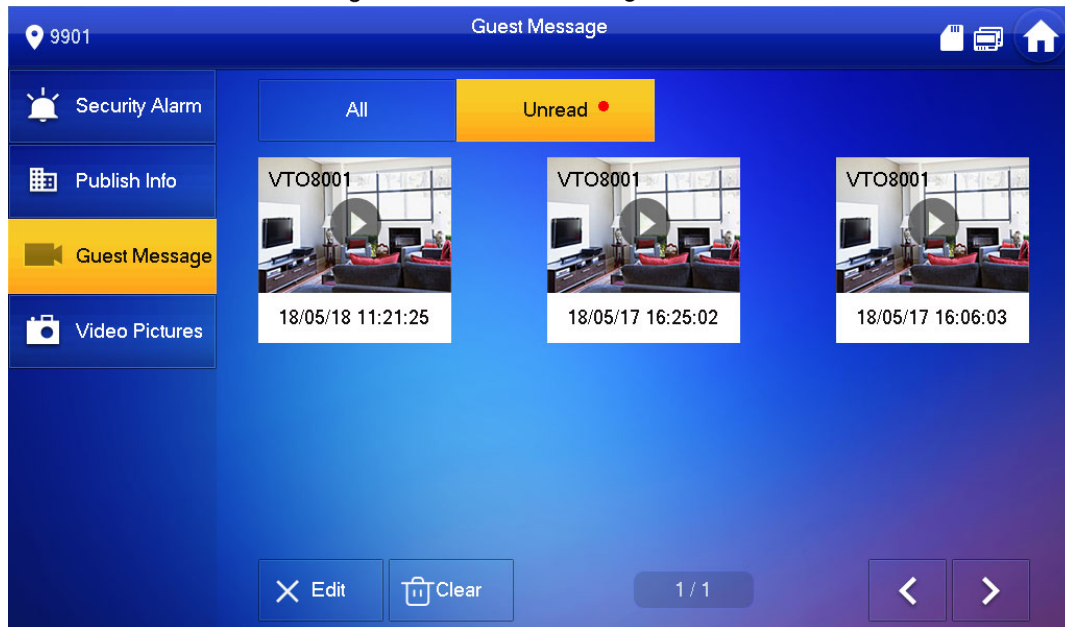 9901
Guest Message
Security Alarm
Publish Info
Guest Message
Video Pictures
All
Unread
VTO8001
VTO8001
VTO8001
18/05/18 11:21:25
18/05/17 16:25:02
18/05/17 16:06:03
Edit
Clear
1/1